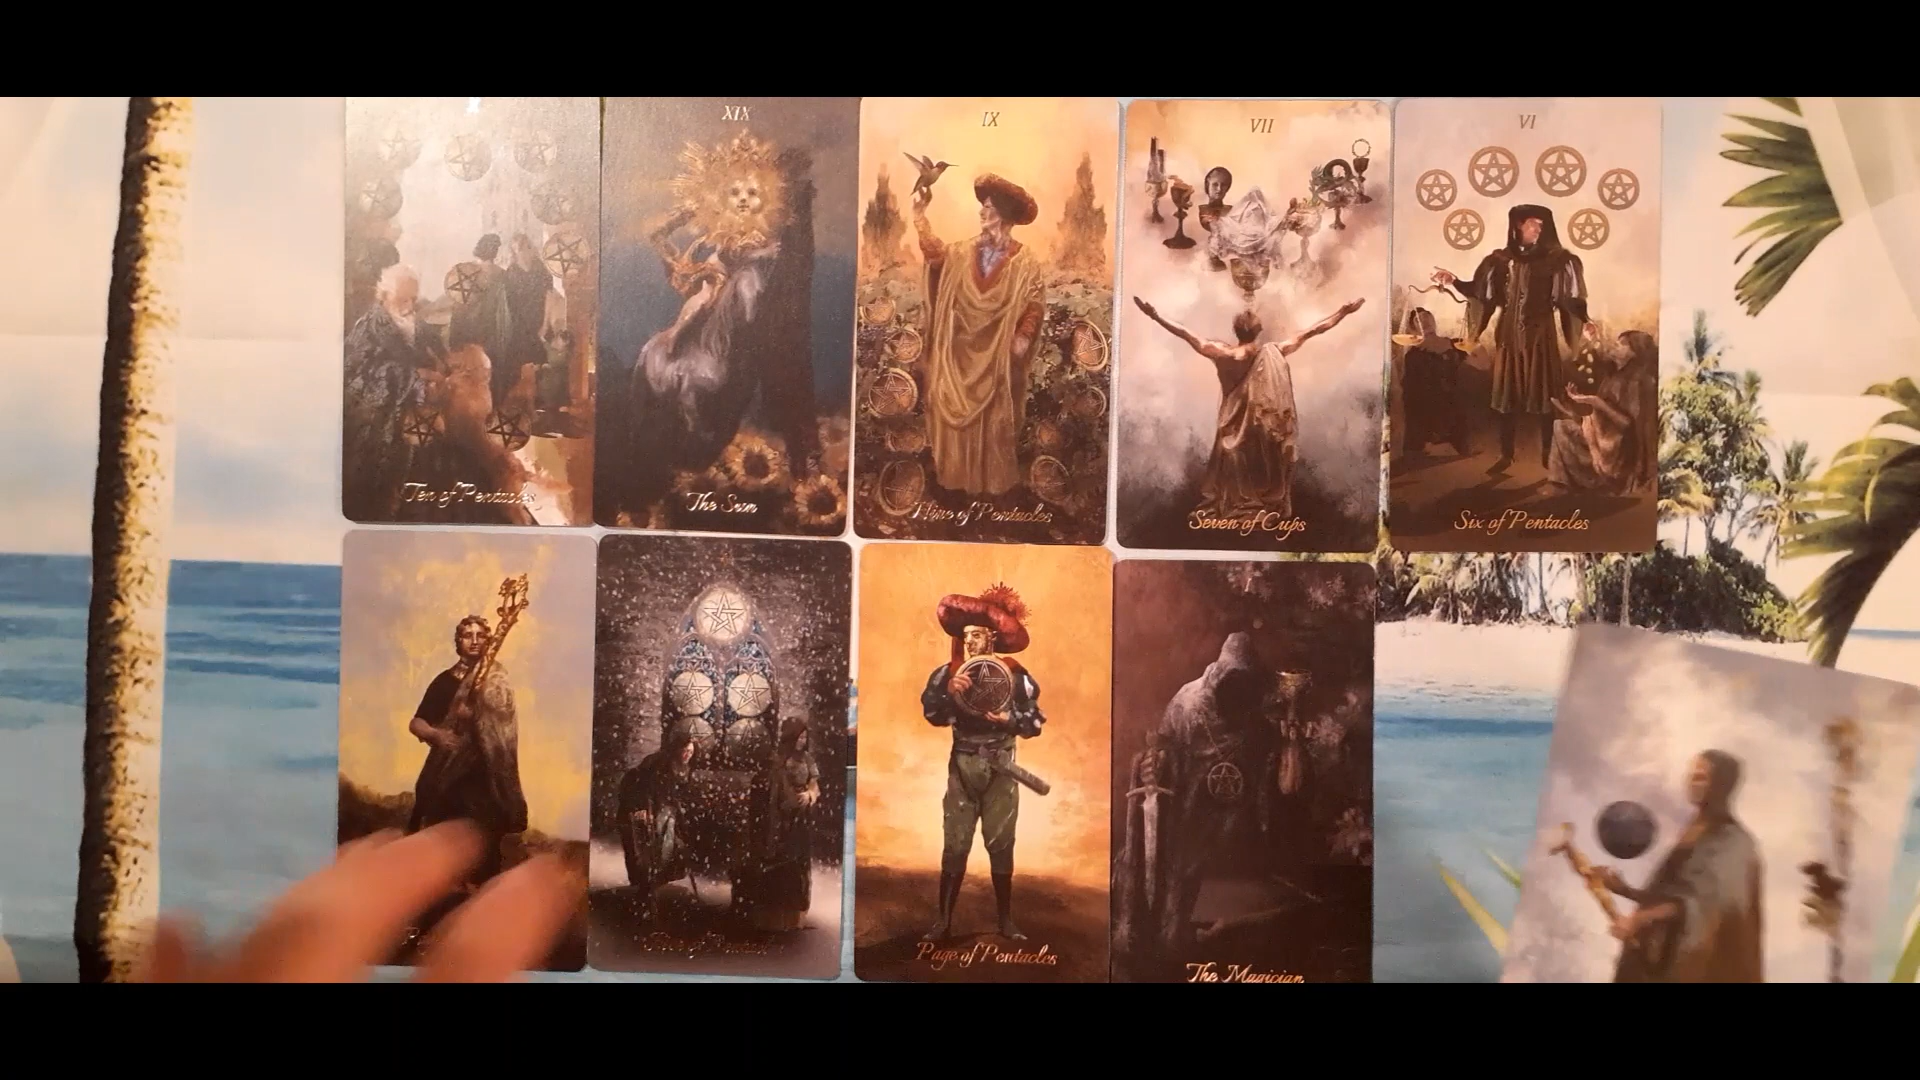 XIX
IX
VII
VI
Ten of Pentacles
The Sun
Nine of Pentacles
Seven of Cups
Six of Pentacles
Page of Pentacles
The Magician